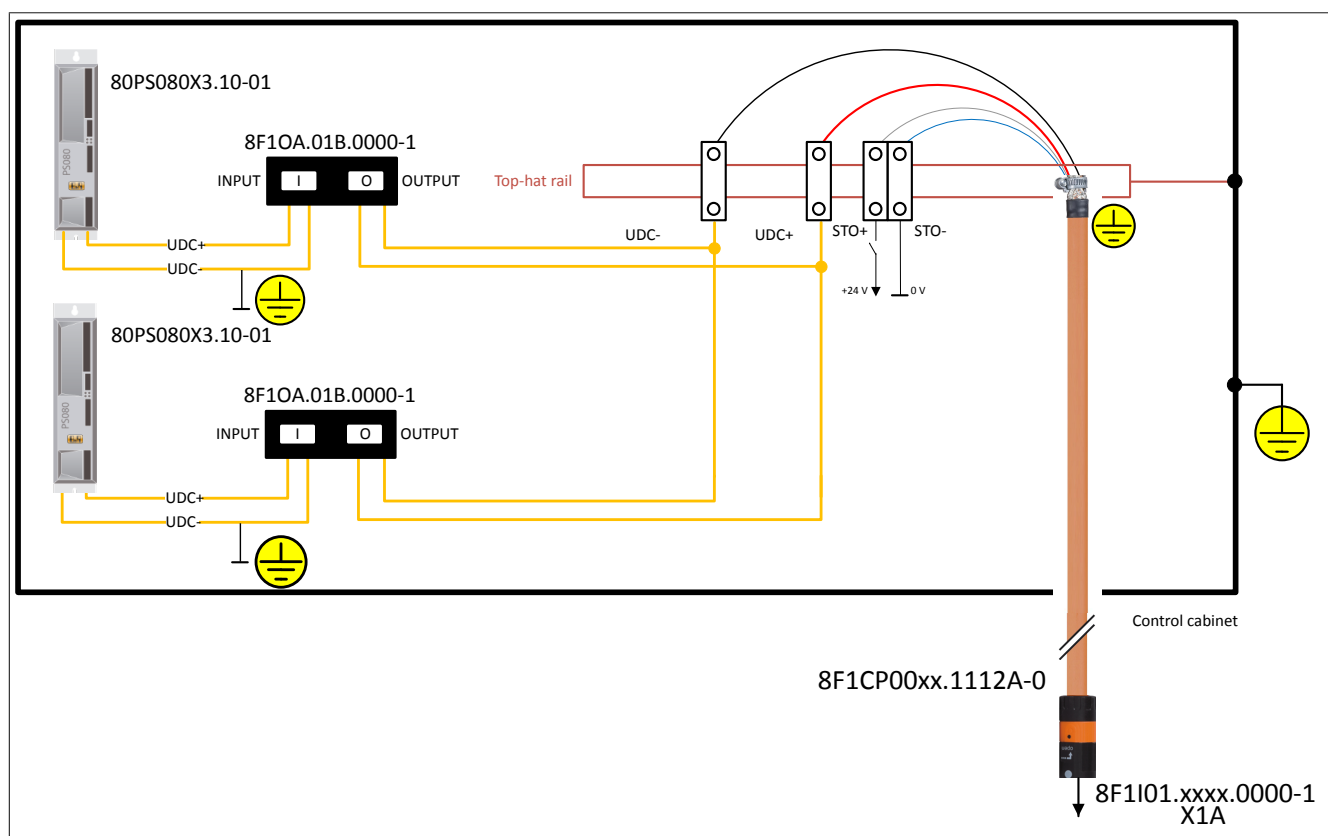 80PS080X3.10-01
PS080
8F1OA.01B.0000-1
INPUT I O OUTPUT
UDC+
UDC-
Top-hat rail
UDC- UDC+ STO+ STO-
+24 V 0 V
80PS080X3.10-01
PS080
8F1OA.01B.0000-1
INPUT I O OUTPUT
UDC+
UDC-
Control cabinet
8F1CP00xx.1112A-0
8F1I01.xxxx.0000-1
X1A